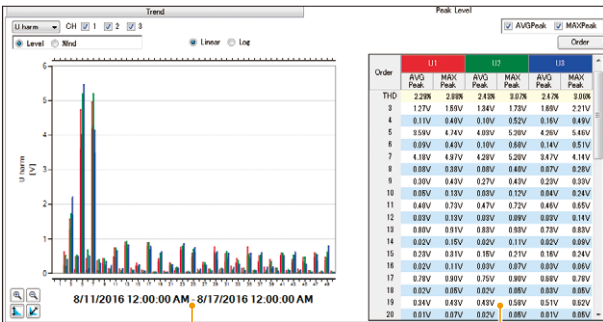 Trend
Peak Level
U harm CH 1 2 3
AVGPeak MAXPeak
Level %Ind Linear Log
Order
U harm
[V]
6
5
4
3
2
1
0
8/11/2016 12:00:00 AM - 8/17/2016 12:00:00 AM
Order U1 U2 U3
AVG Peak MAX Peak AVG Peak MAX Peak AVG Peak MAX Peak
THD 2.29% 2.88% 2.43% 3.07% 2.47% 3.06%
3 1.27V 1.59V 1.34V 1.73V 1.69V 2.21V
4 0.11V 0.40V 0.10V 0.52V 0.16V 0.49V
5 3.59V 4.74V 4.03V 5.20V 4.26V 5.46V
6 0.09V 0.43V 0.10V 0.60V 0.14V 0.51V
7 4.18V 4.97V 4.28V 5.20V 3.47V 4.14V
8 0.08V 0.38V 0.08V 0.40V 0.07V 0.28V
9 0.30V 0.43V 0.27V 0.43V 0.23V 0.33V
10 0.05V 0.13V 0.03V 0.12V 0.04V 0.24V
11 0.48V 0.73V 0.47V 0.72V 0.46V 0.65V
12 0.03V 0.13V 0.03V 0.09V 0.03V 0.14V
13 0.80V 0.91V 0.83V 0.93V 0.73V 0.83V
14 0.02V 0.15V 0.02V 0.11V 0.02V 0.09V
15 0.23V 0.31V 0.15V 0.21V 0.16V 0.24V
16 0.02V 0.11V 0.03V 0.07V 0.03V 0.06V
17 0.78V 0.90V 0.75V 0.90V 0.68V 0.78V
18 0.02V 0.05V 0.02V 0.05V 0.03V 0.05V
19 0.34V 0.43V 0.43V 0.58V 0.51V 0.62V
20 0.01V 0.07V 0.02V 0.05V 0.01V 0.05V